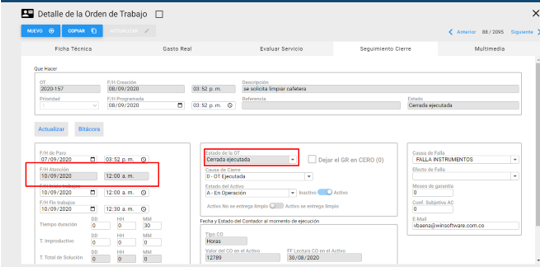 Detalle de la Orden de Trabajo
NUEVO COPIAR ACTUALIZAR Anterior 88 / 2095 Siguiente
Ficha Técnica Gasto Real Evaluar Servicio Seguimiento Cierre Multimedia
Que Hacer
OT F/H Creación Descripción
2020-157 08/09/2020 03:52 p.m. se solicita limpiar cafetera
Prioridad F/H Programada Referencia Estado
08/09/2020 03:52 p.m. Cerrada ejecutada
Actualizar Bitácora
F/H de Paro Estado de la OT Causa de Falla
07/09/2020 03:52 p.m. Cerrada ejecutada Dejar el GR en CERO (0) FALLA INSTRUMENTOS
F/H Atención Causa de Cierre Efecto de Falla
10/09/2020 12:00 a.m. 0 - OT Ejecutada
Estado del Activo Meses de garantía
10/09/2020 12:00 a.m. A - En Operación Inactivo Activo 0
F/H Fin trabajos Activo No se entrega limpio Activo se entrega limpio Conf. Subjetiva AC
10/09/2020 12:30 a.m. 0
DD HH MM Fecha y Estado del Contador al momento de ejecución E-Mail
Tiempo duración 0 0 30 vbaena@winsoftware.com.co
DD HH MM Tipo CO
T. Improductivo 0 0 0 Horas
DD HH MM Valor del CO en el Activo FF Lectura CO en el Activo
T. Total de Solución 0 0 0 12789 30/08/2020